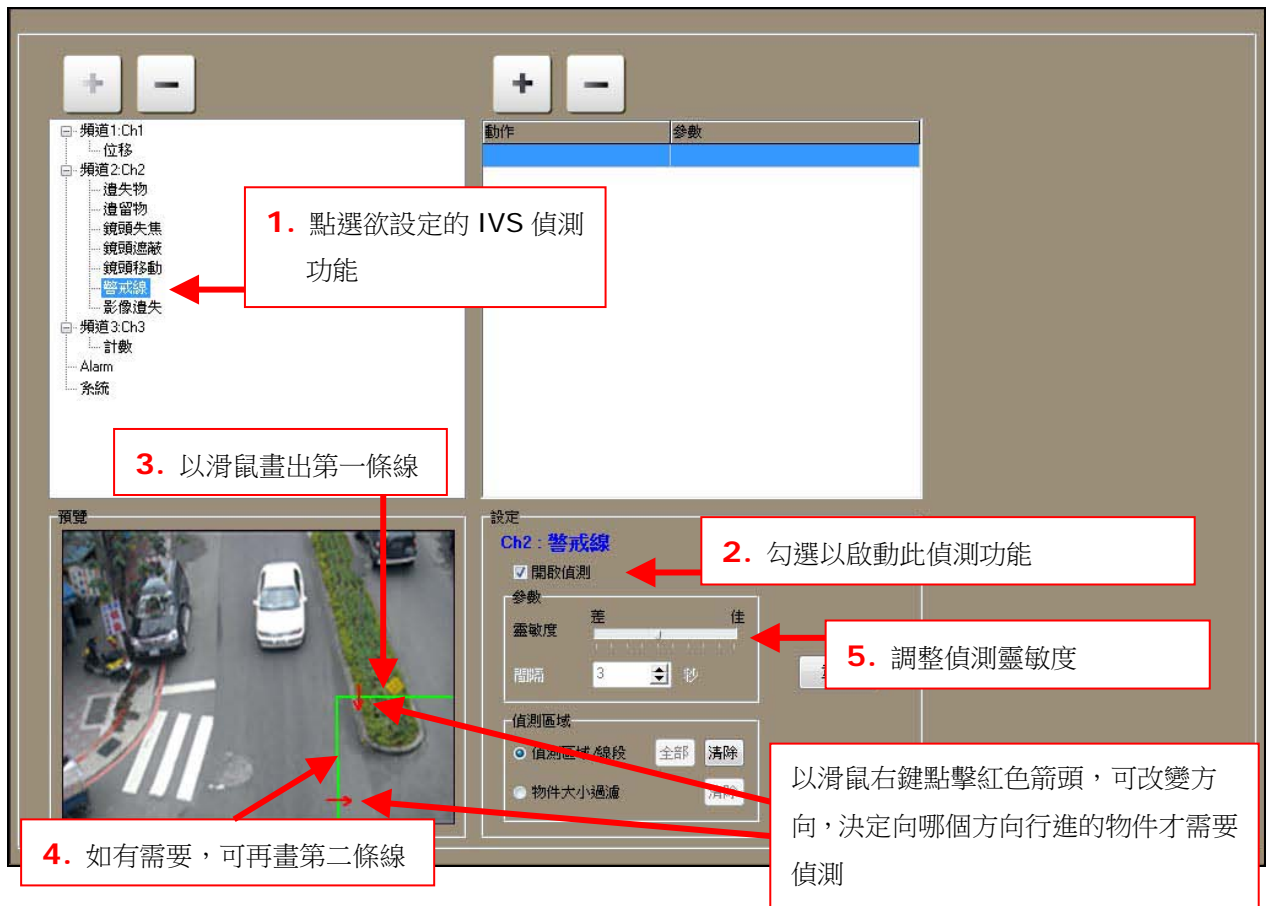 頻道1:Ch1
位移
頻道2:Ch2
遺失物
遺留物
鏡頭失焦
鏡頭遮蔽
鏡頭移動
警戒線
影像遺失
頻道3:Ch3
計數
Alarm
系統
動作 參數
1. 點選欲設定的 IVS 偵測
功能
3. 以滑鼠畫出第一條線
預覽
設定
Ch2 : 警戒線
開啟偵測
2. 勾選以啟動此偵測功能
參數
差 佳
靈敏度
間隔 3 秒
5. 調整偵測靈敏度
偵測區域
偵測區域/線段 全部 清除
物件大小過濾 清除
4. 如有需要，可再畫第二條線
以滑鼠右鍵點擊紅色箭頭，可改變方
向，決定向哪個方向行進的物件才需要
偵測